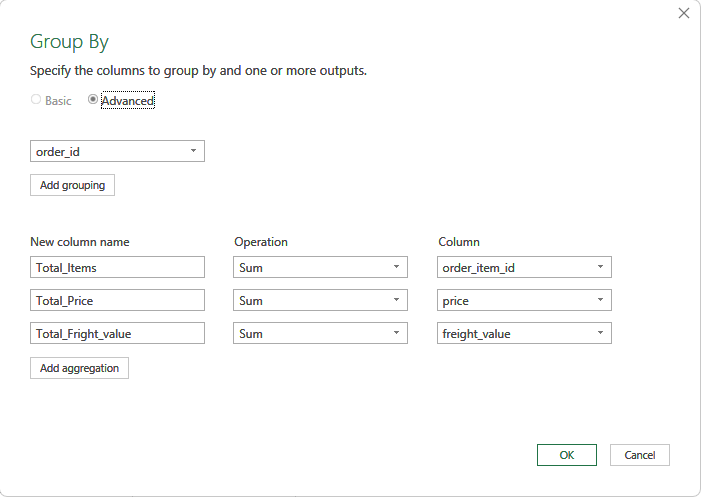 Group By
Specify the columns to group by and one or more outputs.
Basic Advanced
order_id
Add grouping
New column name Operation Column
Total_Items Sum order_item_id
Total_Price Sum price
Total_Fright_value Sum freight_value
Add aggregation
OK Cancel